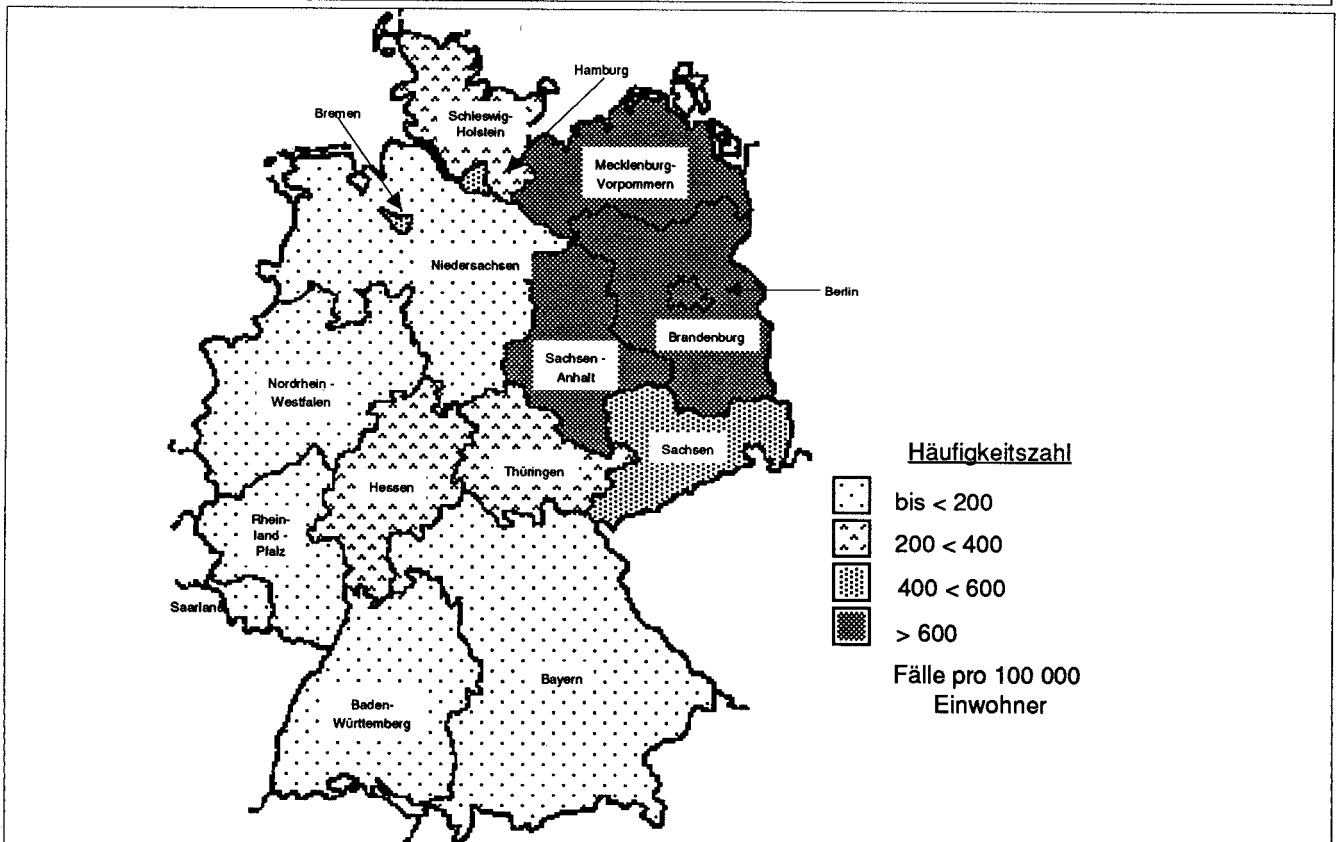 Hamburg
Bremen
Schleswig-
Holstein
Mecklenburg-
Vorpommern
Niedersachsen
Berlin
Brandenburg
Sachsen -
Anhalt
Nordrhein -
Westfalen
Sachsen
Thüringen
Hessen
Rhein-
land -
Pfalz
Saarland
Bayern
Baden-
Württemberg
Häufigkeitszahl
bis < 200
200 < 400
400 < 600
> 600
Fälle pro 100 000
Einwohner